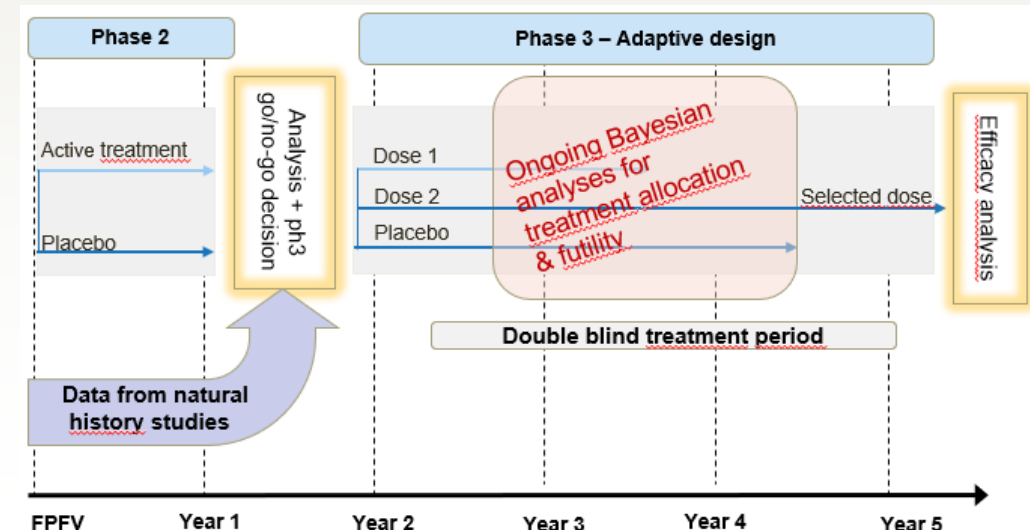 Phase 2
Phase 3 – Adaptive design
Analysis + ph3
go/no-go decision
Active treatment
Placebo
Dose 1
Dose 2
Placebo
Ongoing Bayesian
analyses for
treatment allocation
& futility
Selected dose
Efficacy analysis
Double blind treatment period
Data from natural
history studies
FPFV
Year 1
Year 2
Year 3
Year 4
Year 5